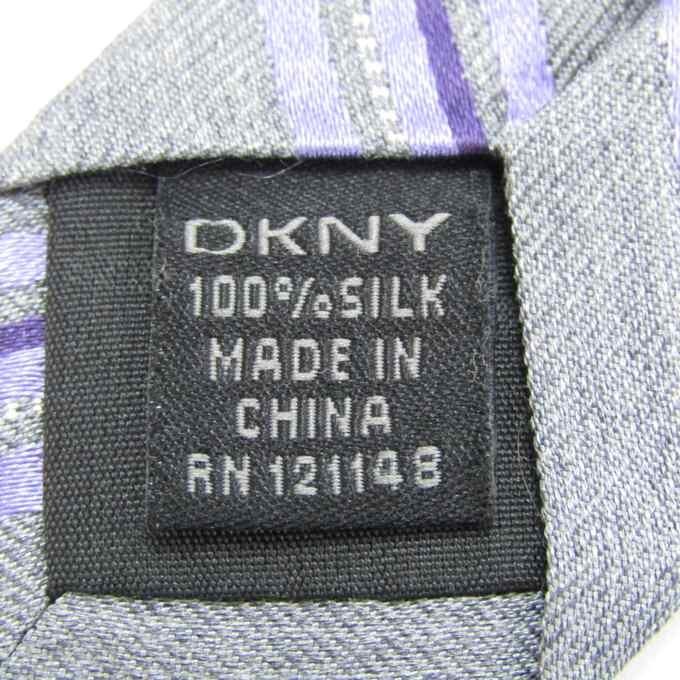 DKNY
100%SILK
MADE IN
CHINA
RN 121148